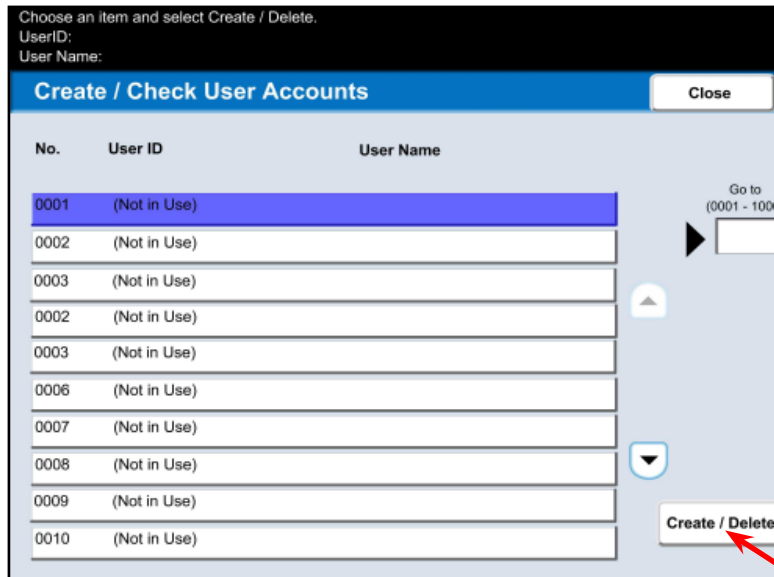 Choose an item and select Create / Delete.
UserID:
User Name:
Create / Check User Accounts
Close
No. User ID User Name
0001 (Not in Use)
Go to
(0001 - 100
0002 (Not in Use)
0003 (Not in Use)
0002 (Not in Use)
0003 (Not in Use)
0006 (Not in Use)
0007 (Not in Use)
0008 (Not in Use)
0009 (Not in Use)
Create / Delete
0010 (Not in Use)